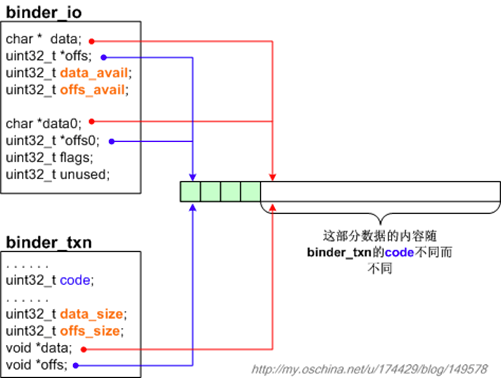 binder_io
char * data;
uint32_t *offs;
uint32_t data_avail;
uint32_t offs_avail;
char *data0;
uint32_t *offs0;
uint32_t flags;
uint32_t unused;
这部分数据的内容随
binder_txn的code不同而
不同
binder_txn
. . . . . .
uint32_t code;
. . . . . .
uint32_t data_size;
uint32_t offs_size;
void *data;
void *offs;
http://my.oschina.net/u/174429/blog/149578